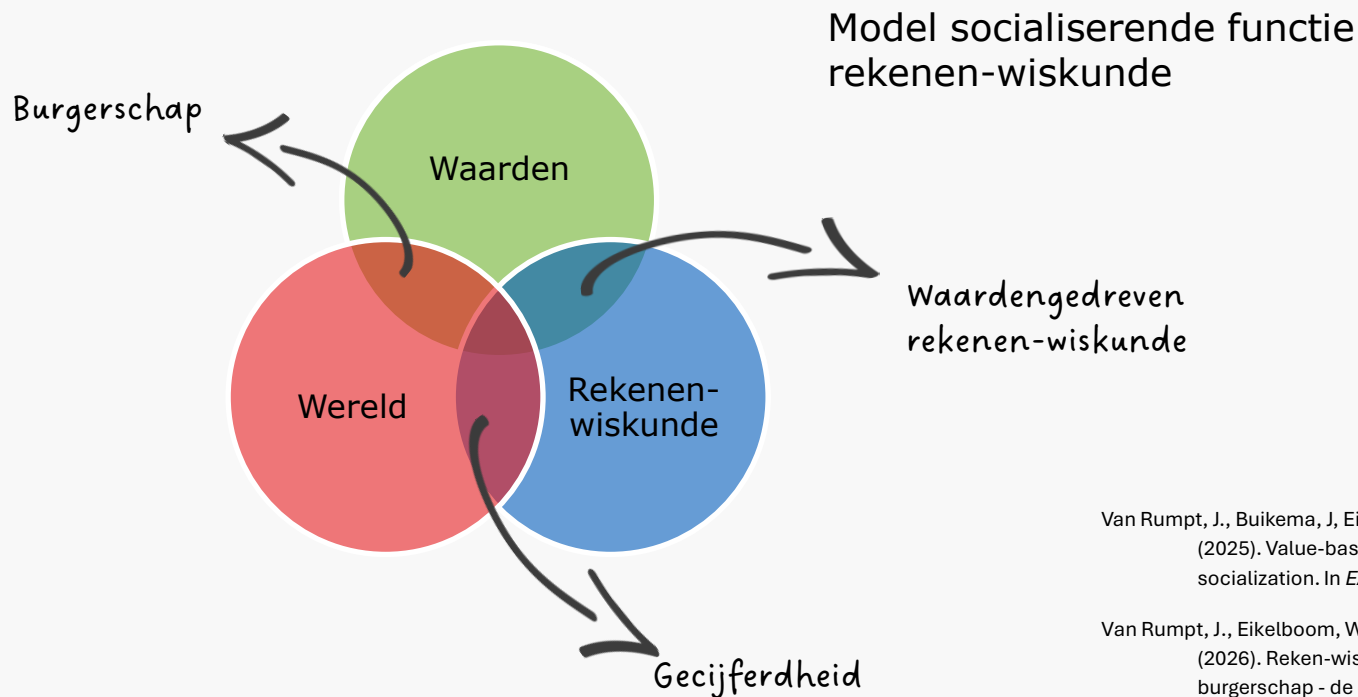 Model socialiserende functie
rekenen-wiskunde
Burgerschap
Waarden
Waardengedreven
rekenen-wiskunde
Wereld
Rekenen-
wiskunde
Gecijferdheid
Van Rumpt, J., Buikema, J, Ei
(2025). Value-bas
socialization. In E
Van Rumpt, J., Eikelboom, W
(2026). Reken-wis
burgerschap - de